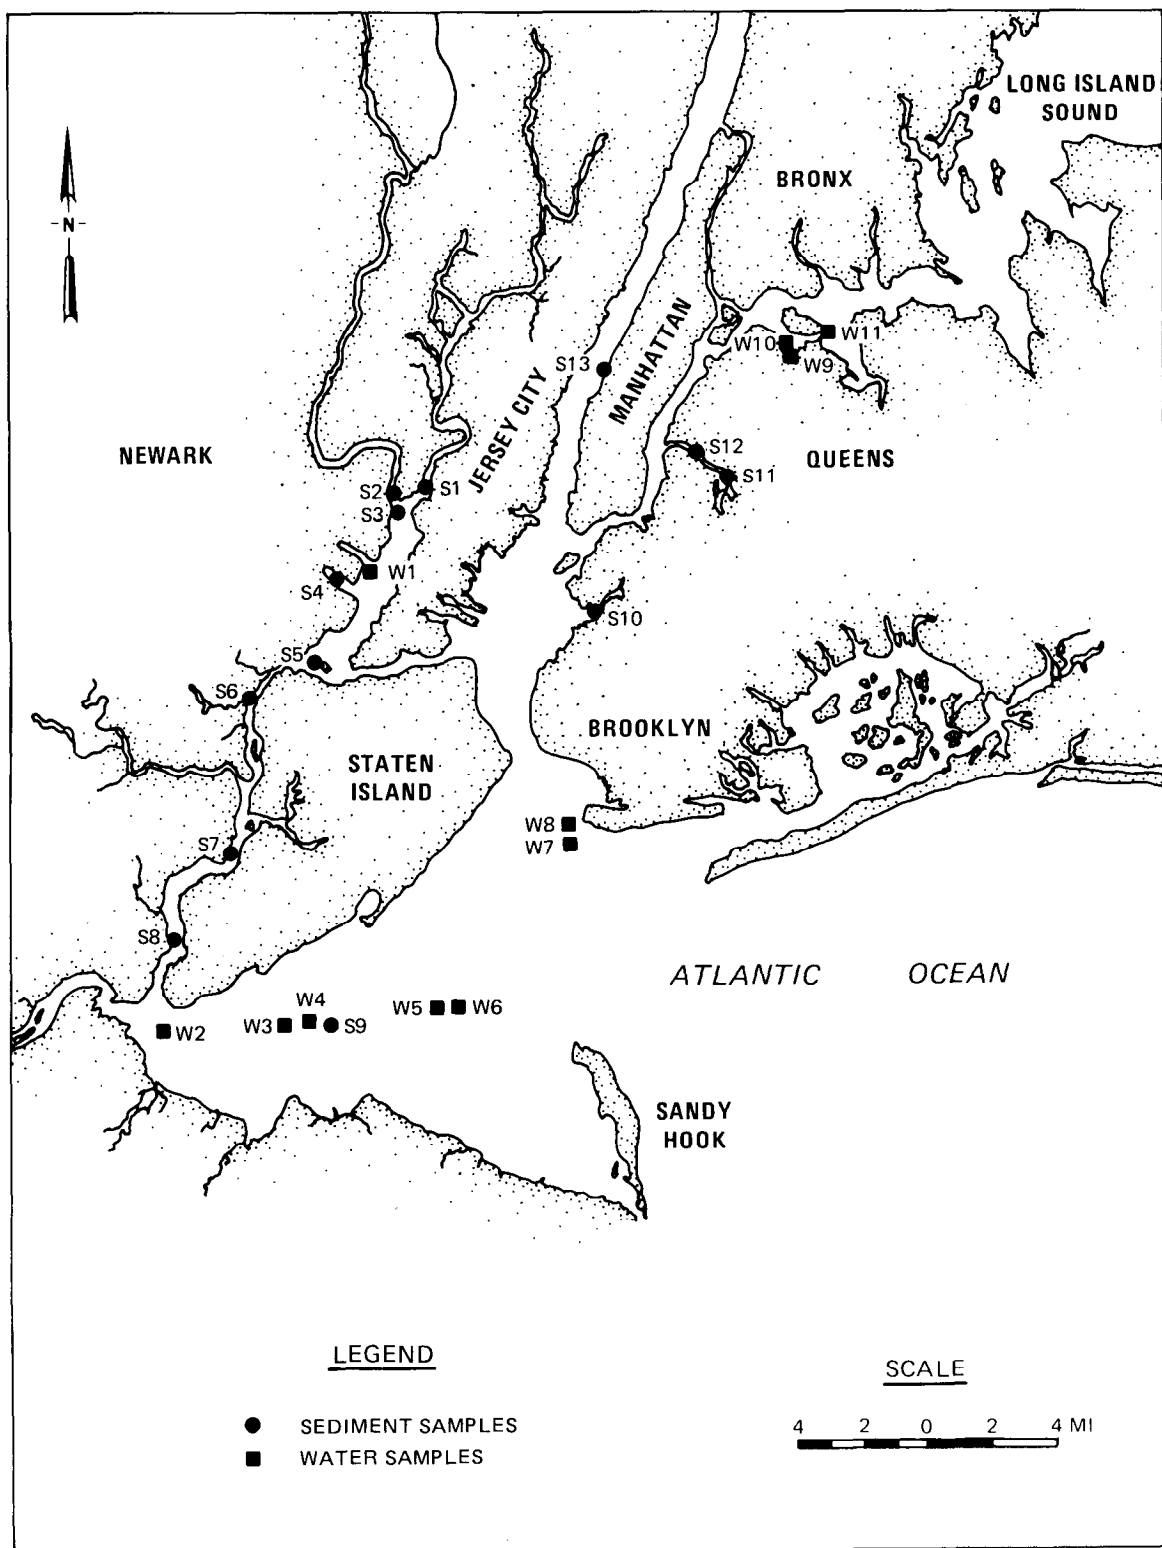 LONG ISLAND
SOUND
BRONX
-N-
MANHATTAN
W11
W10
W9
S13
JERSEY CITY
NEWARK
S12
QUEENS
S11
S2
S1
S3
W1
S4
S10
S5
S6
BROOKLYN
STATEN
ISLAND
W8
W7
S7
S8
ATLANTIC OCEAN
W4
W5
W6
W3
S9
W2
SANDY
HOOK
LEGEND
SEDIMENT SAMPLES
WATER SAMPLES
SCALE
4 2 0 2 4 MI